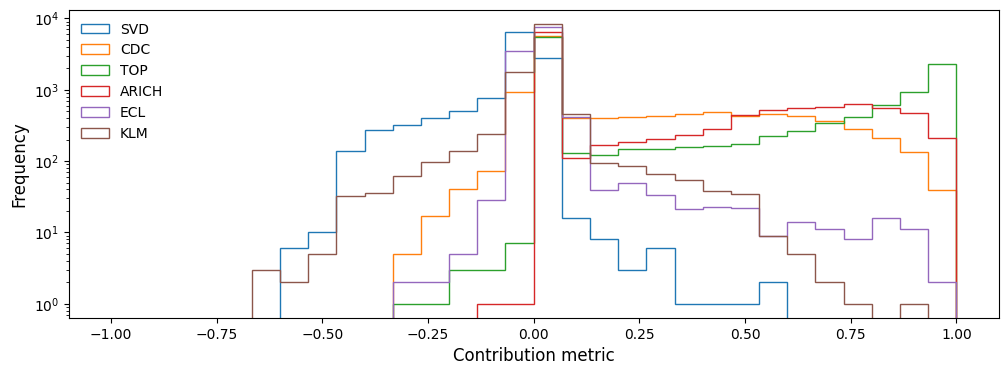 SVD
CDC
TOP
ARICH
ECL
KLM
Frequency
10⁴
10³
10²
10¹
10⁰
−1.00 −0.75 −0.50 −0.25 0.00 0.25 0.50 0.75 1.00
Contribution metric